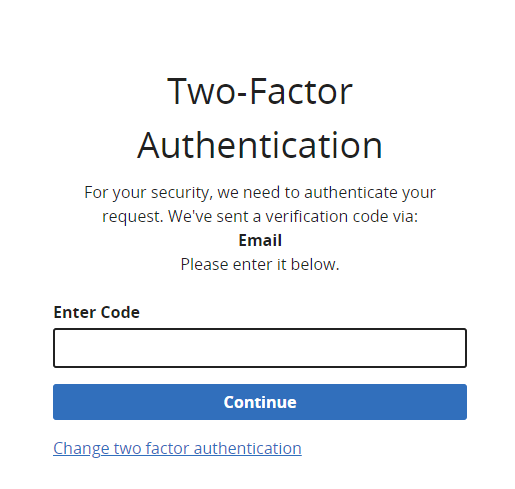 Two-Factor
Authentication
For your security, we need to authenticate your
request. We've sent a verification code via:
Email
Please enter it below.
Enter Code
Continue
Change two factor authentication